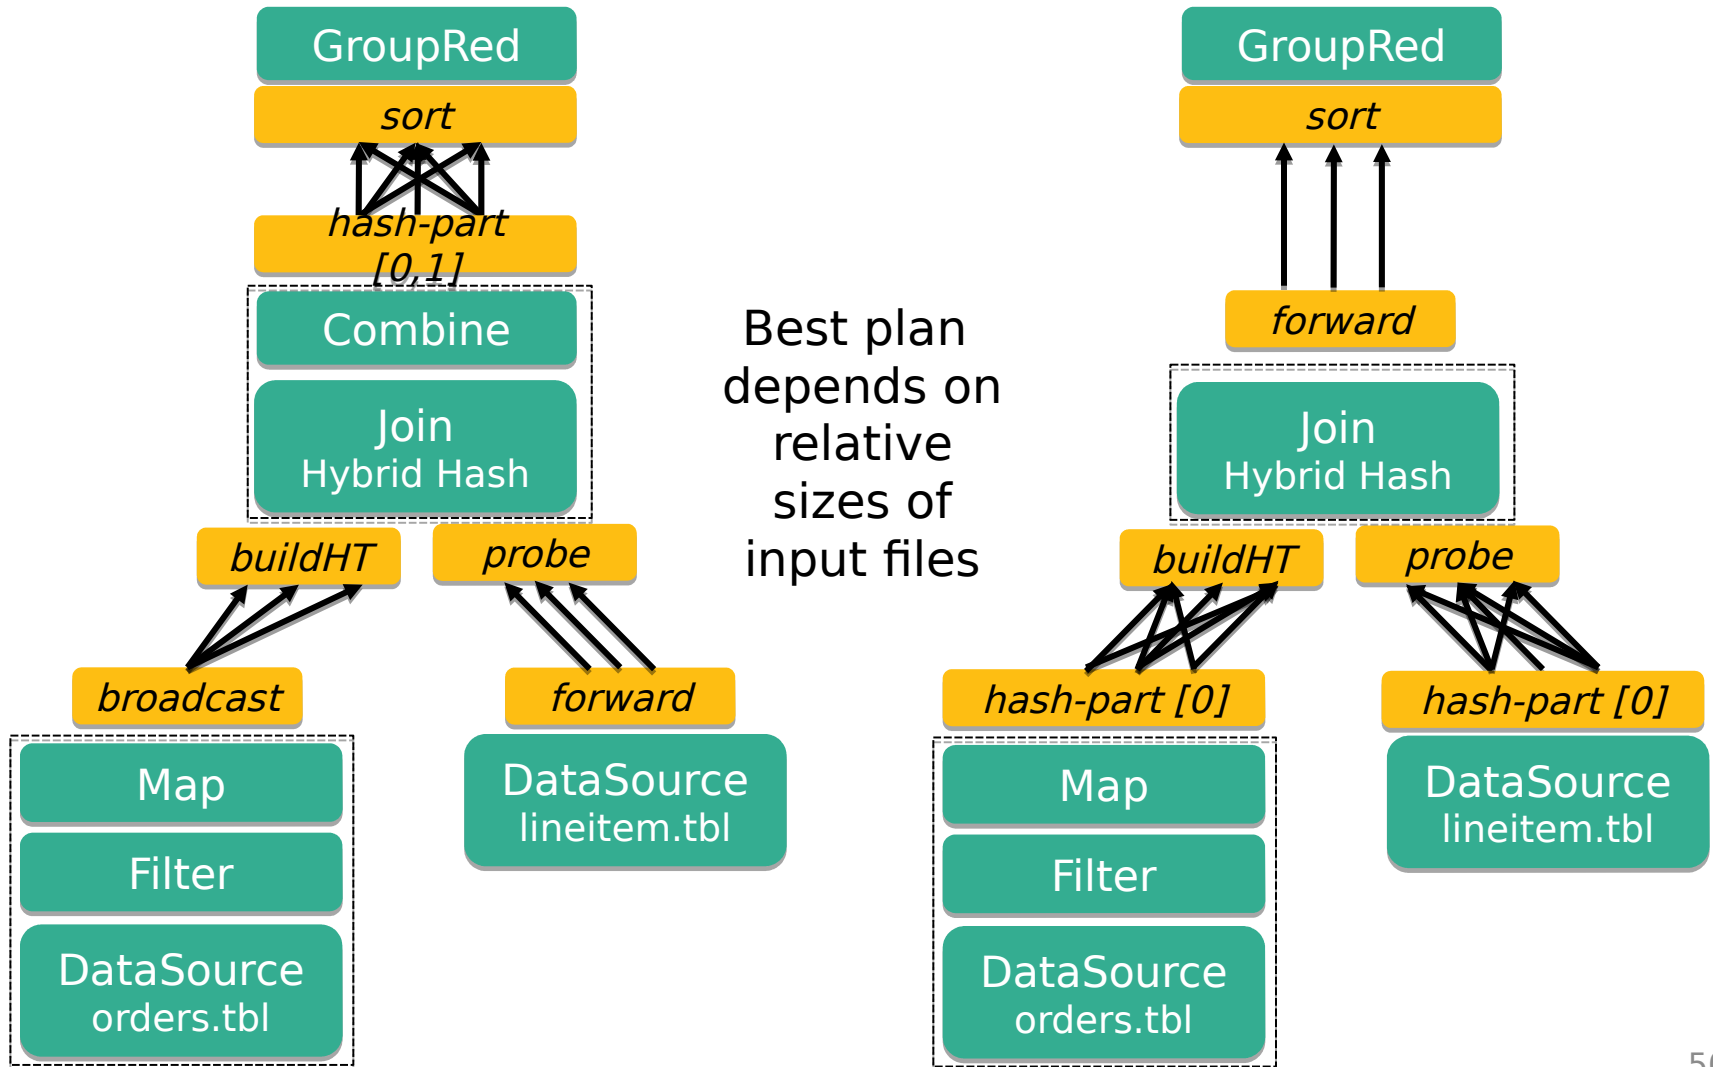 GroupRed
sort
hash-part
[0,1]
Combine
Join
Hybrid Hash
buildHT
probe
broadcast
forward
Map
Filter
DataSource
orders.tbl
DataSource
lineitem.tbl
Best plan
depends on
relative
sizes of
input files
GroupRed
sort
forward
Join
Hybrid Hash
buildHT
probe
hash-part [0]
hash-part [0]
Map
Filter
DataSource
orders.tbl
DataSource
lineitem.tbl